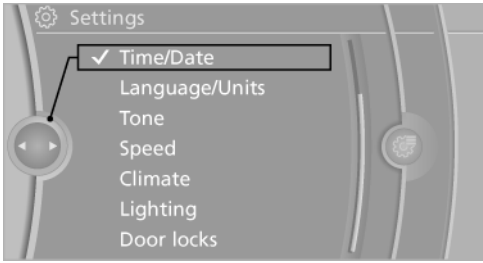 Settings
Time/Date
Language/Units
Tone
Speed
Climate
Lighting
Door locks